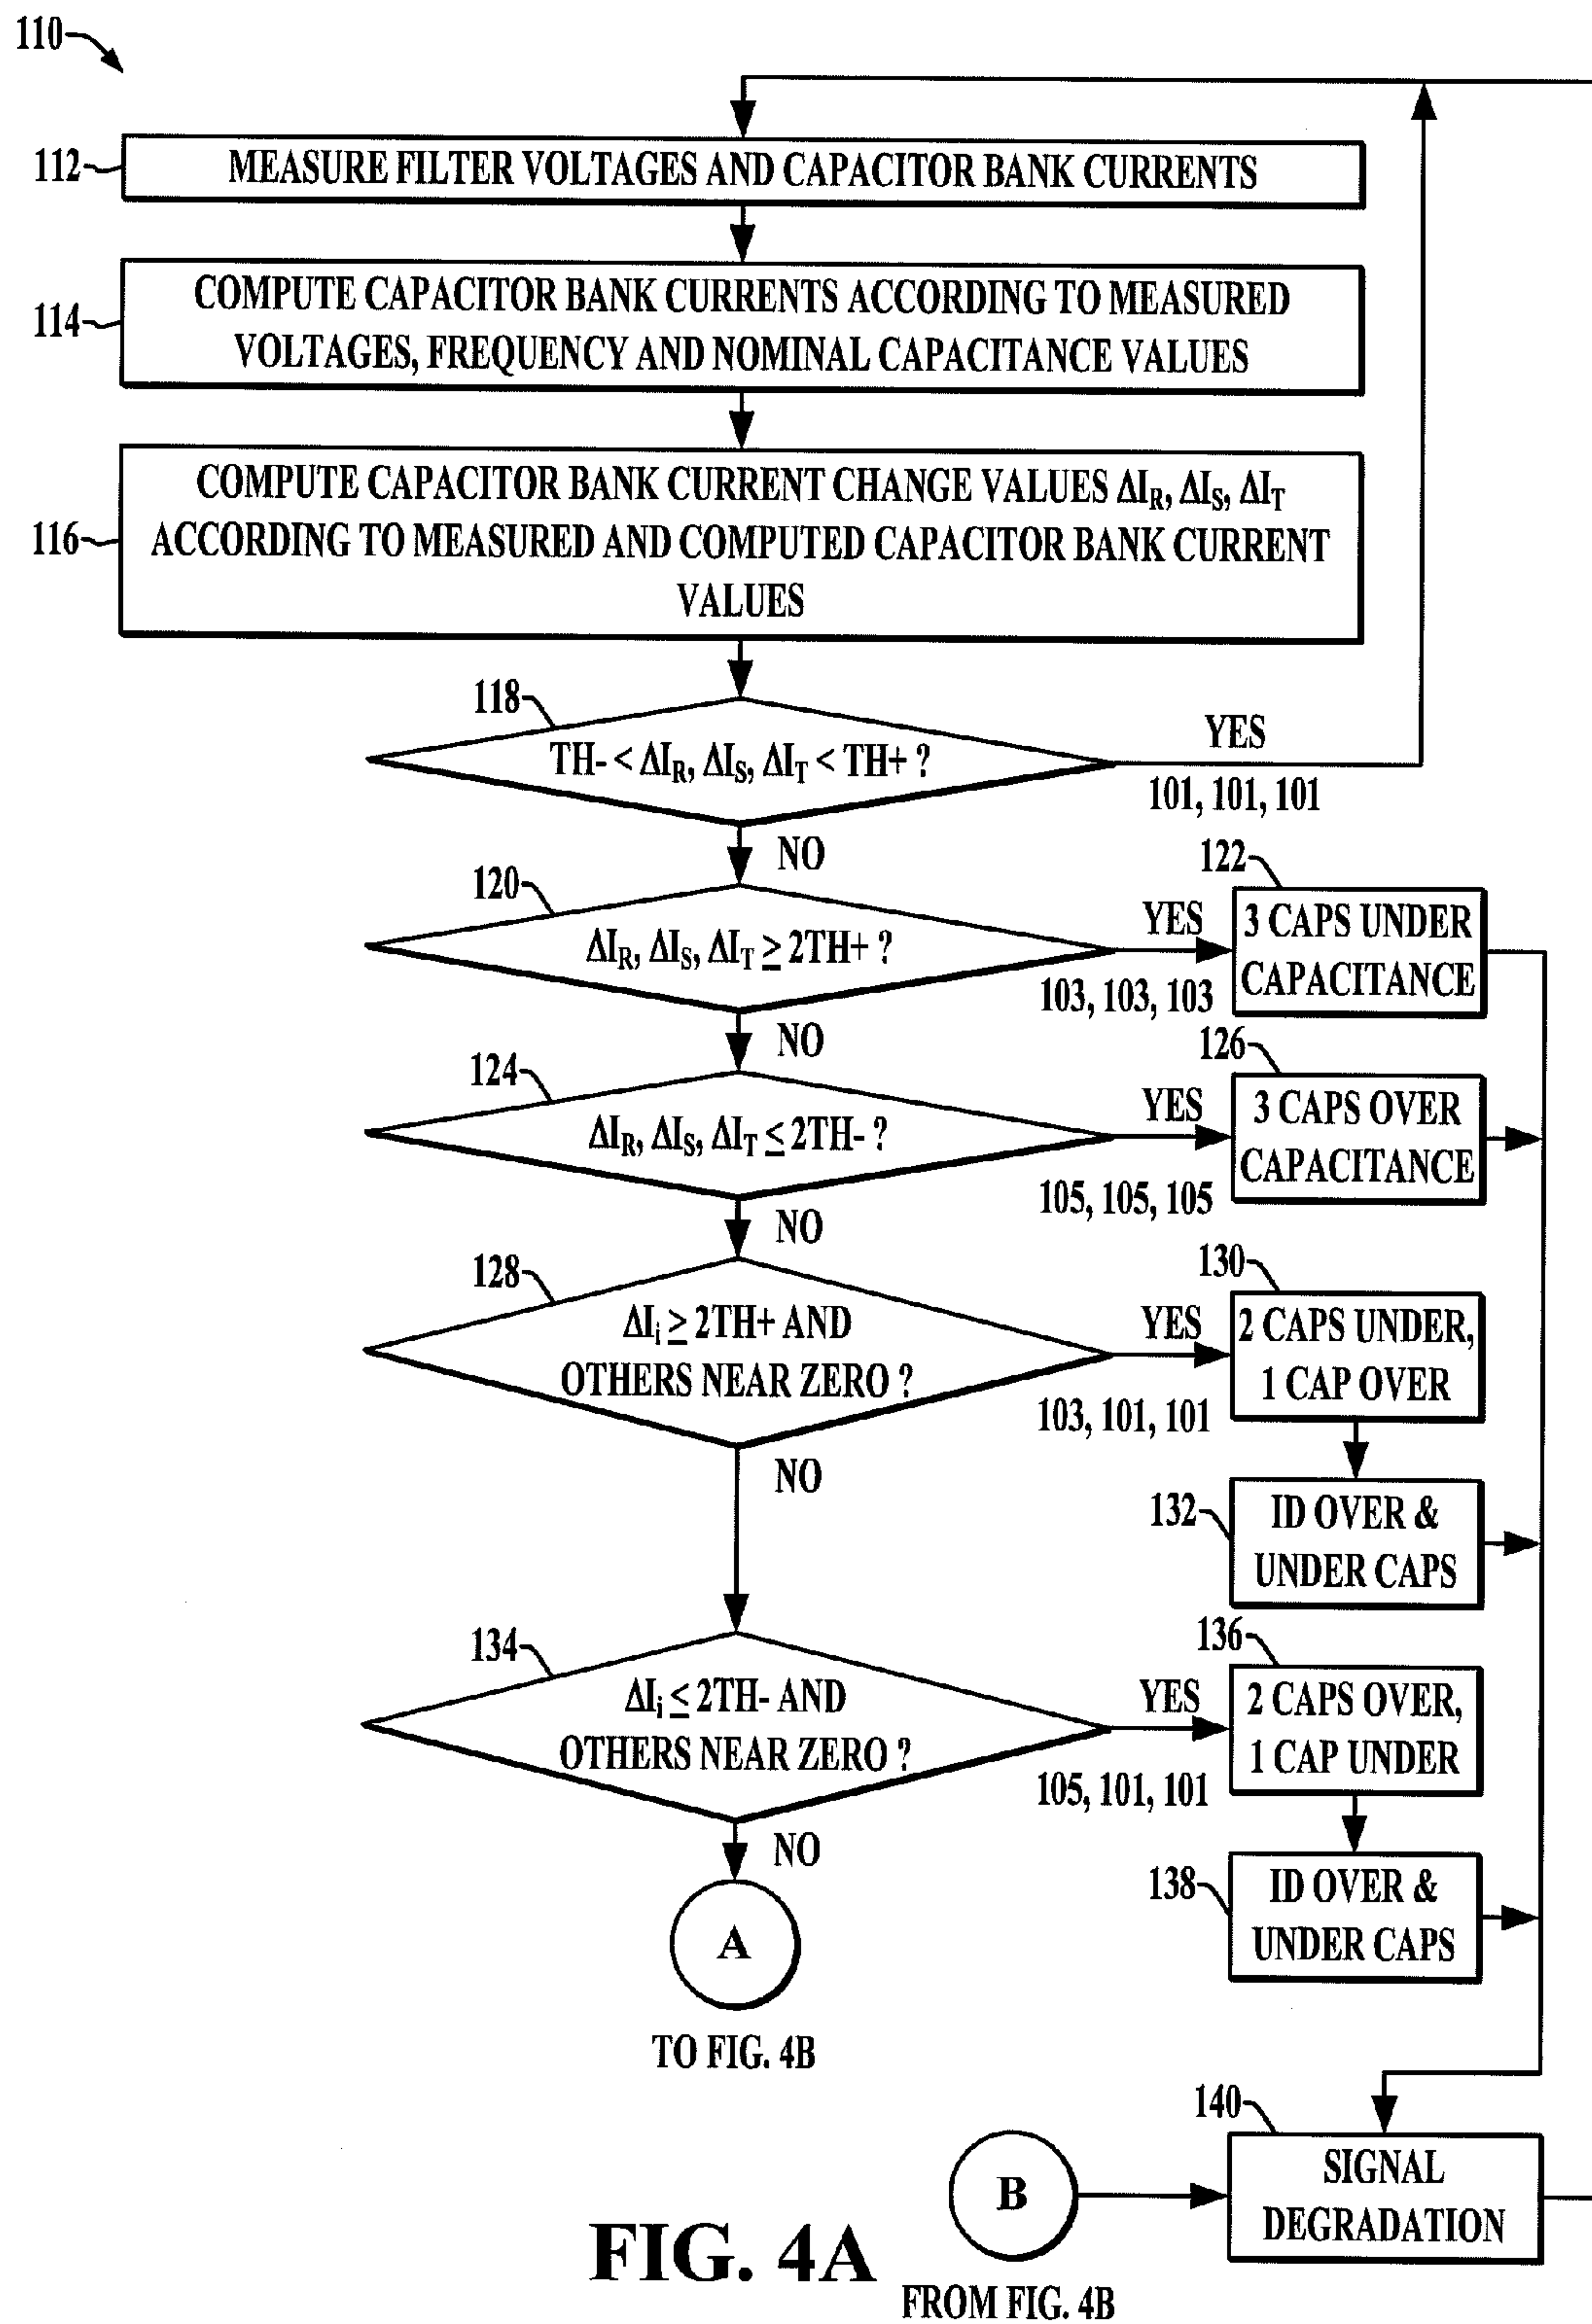 110
112
MEASURE FILTER VOLTAGES AND CAPACITOR BANK CURRENTS
114
COMPUTE CAPACITOR BANK CURRENTS ACCORDING TO MEASURED
VOLTAGES, FREQUENCY AND NOMINAL CAPACITANCE VALUES
116
COMPUTE CAPACITOR BANK CURRENT CHANGE VALUES ΔIR, ΔIS, ΔIT
ACCORDING TO MEASURED AND COMPUTED CAPACITOR BANK CURRENT
VALUES
118
TH- < ΔIR, ΔIS, ΔIT < TH+ ?
YES
101, 101, 101
NO
120
ΔIR, ΔIS, ΔIT ≥ 2TH+ ?
YES
103, 103, 103
122
3 CAPS UNDER
CAPACITANCE
NO
124
ΔIR, ΔIS, ΔIT ≤ 2TH- ?
YES
105, 105, 105
126
3 CAPS OVER
CAPACITANCE
NO
128
ΔIi ≥ 2TH+ AND
OTHERS NEAR ZERO ?
YES
103, 101, 101
130
2 CAPS UNDER,
1 CAP OVER
NO
132
ID OVER &
UNDER CAPS
134
ΔIi ≤ 2TH- AND
OTHERS NEAR ZERO ?
YES
105, 101, 101
136
2 CAPS OVER,
1 CAP UNDER
NO
138
ID OVER &
UNDER CAPS
A
TO FIG. 4B
140
SIGNAL
DEGRADATION
B
FROM FIG. 4B
FIG. 4A